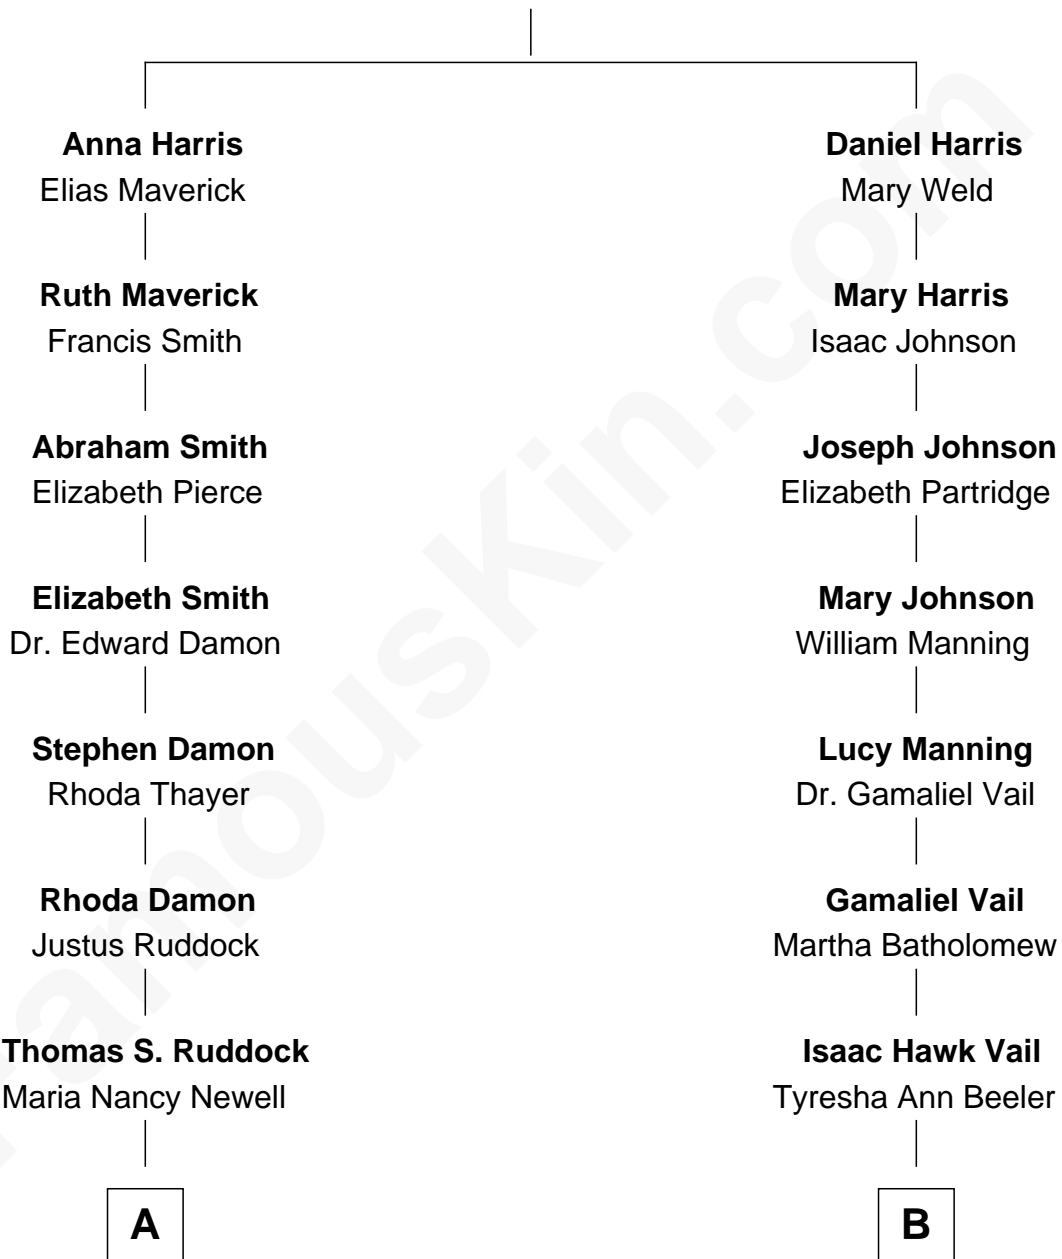 Anna Harris
Elias Maverick
Ruth Maverick
Francis Smith
Abraham Smith
Elizabeth Pierce
Elizabeth Smith
Dr. Edward Damon
Stephen Damon
Rhoda Thayer
Rhoda Damon
Justus Ruddock
Thomas S. Ruddock
Maria Nancy Newell
A
Daniel Harris
Mary Weld
Mary Harris
Isaac Johnson
Joseph Johnson
Elizabeth Partridge
Mary Johnson
William Manning
Lucy Manning
Dr. Gamaliel Vail
Gamaliel Vail
Martha Batholomew
Isaac Hawk Vail
Tyresha Ann Beeler
B
famouskin.com